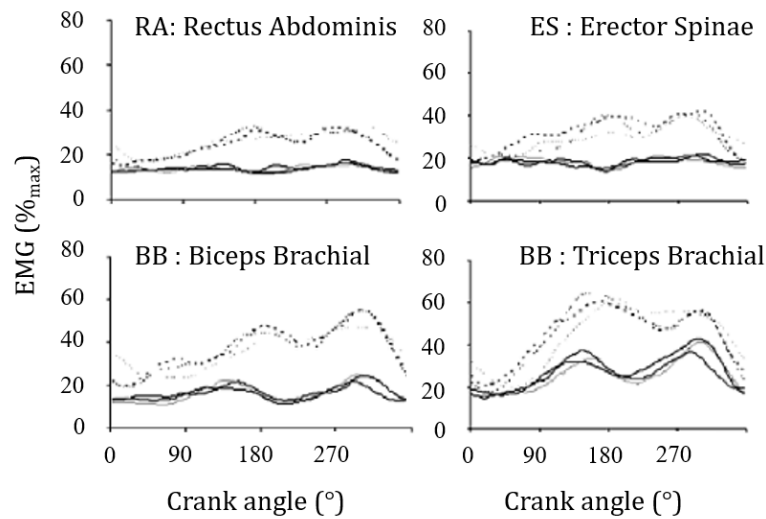 RA: Rectus Abdominis
ES : Erector Spinae
80
60
40
20
0
80
60
40
20
0
EMG (%max)
BB : Biceps Brachial
BB : Triceps Brachial
80
60
40
20
0
80
60
40
20
0
0 90 180 270
0 90 180 270
Crank angle (°)
Crank angle (°)